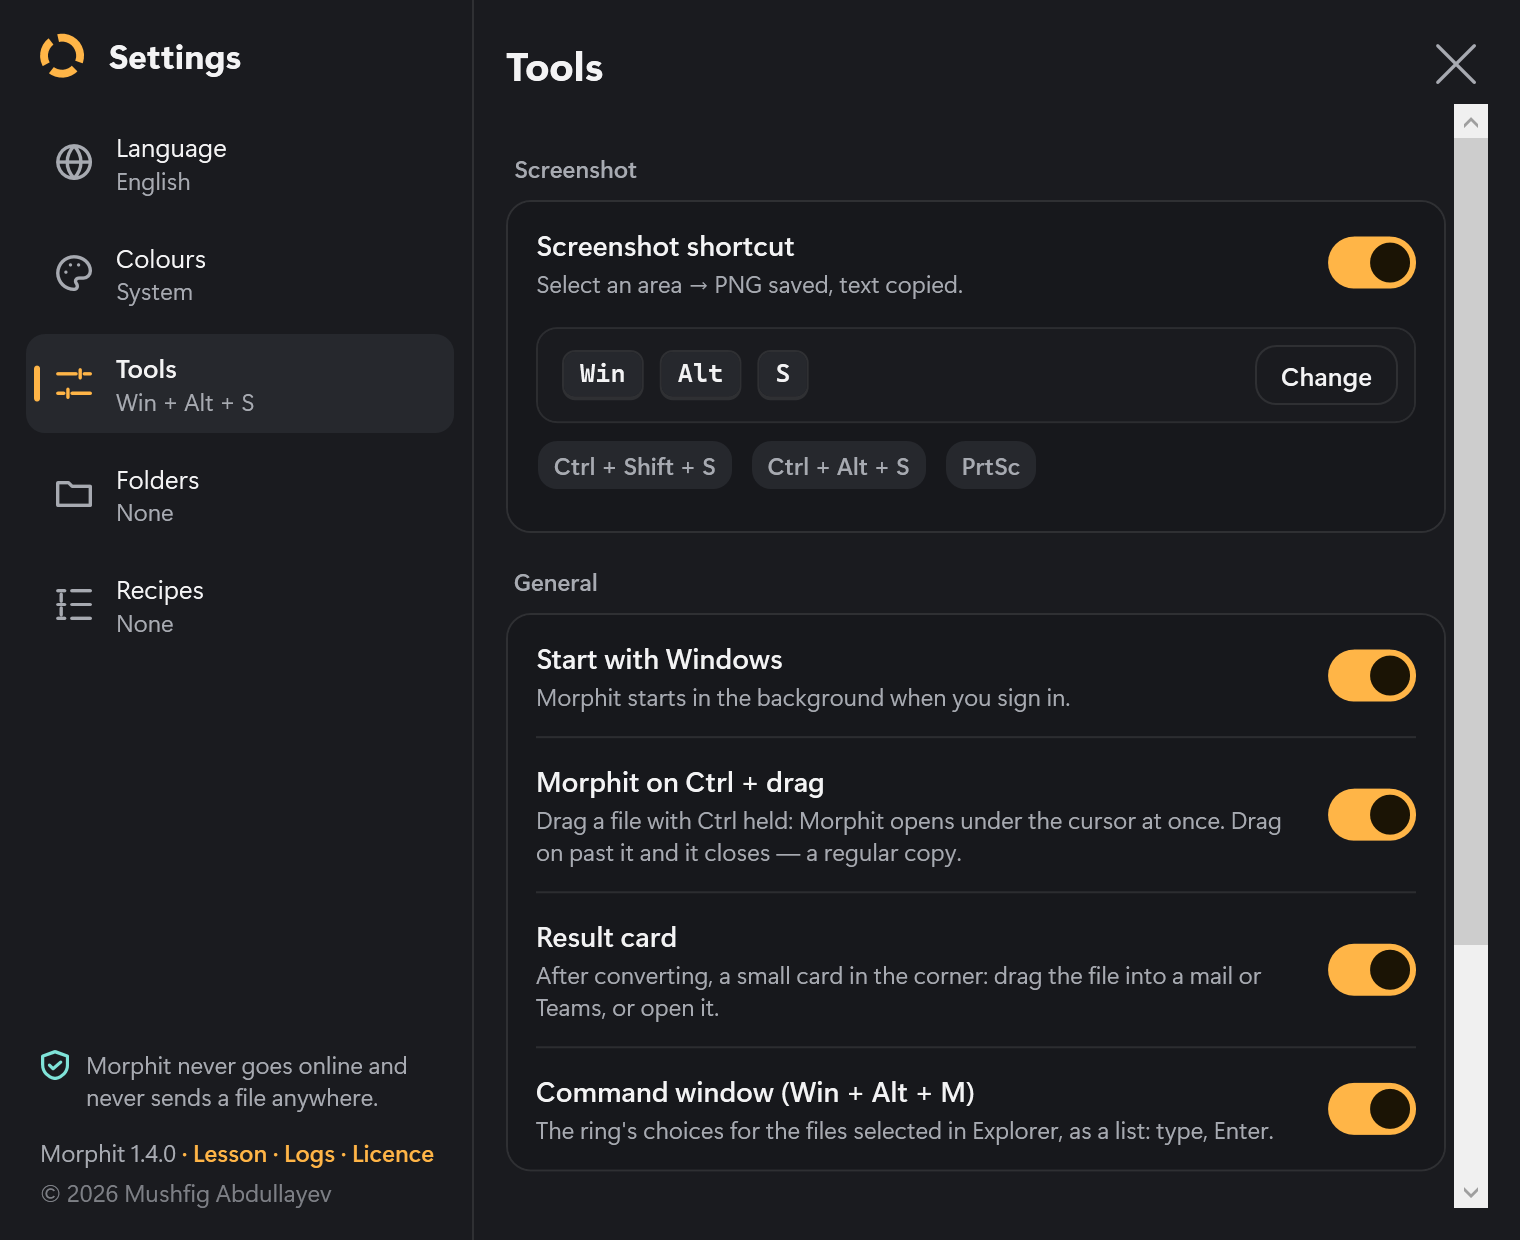 Settings
Language
English
Colours
System
Tools
Win + Alt + S
Folders
None
Recipes
None
Morphit never goes online and
never sends a file anywhere.
Morphit 1.4.0 · Lesson · Logs · Licence
© 2026 Mushfig Abdullayev
Tools
Screenshot
Screenshot shortcut
Select an area → PNG saved, text copied.
Win Alt S Change
Ctrl + Shift + S Ctrl + Alt + S PrtSc
General
Start with Windows
Morphit starts in the background when you sign in.
Morphit on Ctrl + drag
Drag a file with Ctrl held: Morphit opens under the cursor at once. Drag
on past it and it closes — a regular copy.
Result card
After converting, a small card in the corner: drag the file into a mail or
Teams, or open it.
Command window (Win + Alt + M)
The ring's choices for the files selected in Explorer, as a list: type, Enter.